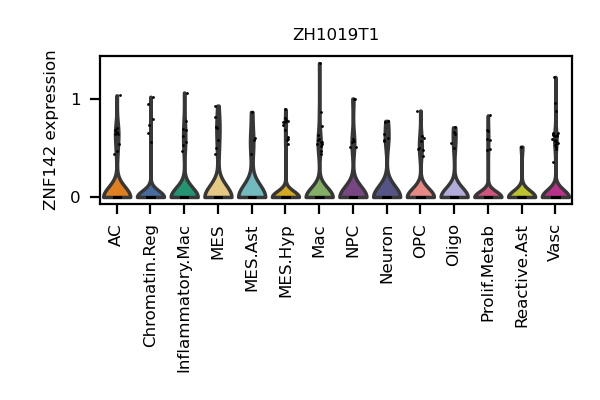 ZH1019T1
ZNF142 expression
1
0
AC
Chromatin.Reg
Inflammatory.Mac
MES
MES.Ast
MES.Hyp
Mac
NPC
Neuron
OPC
Oligo
Prolif.Metab
Reactive.Ast
Vasc